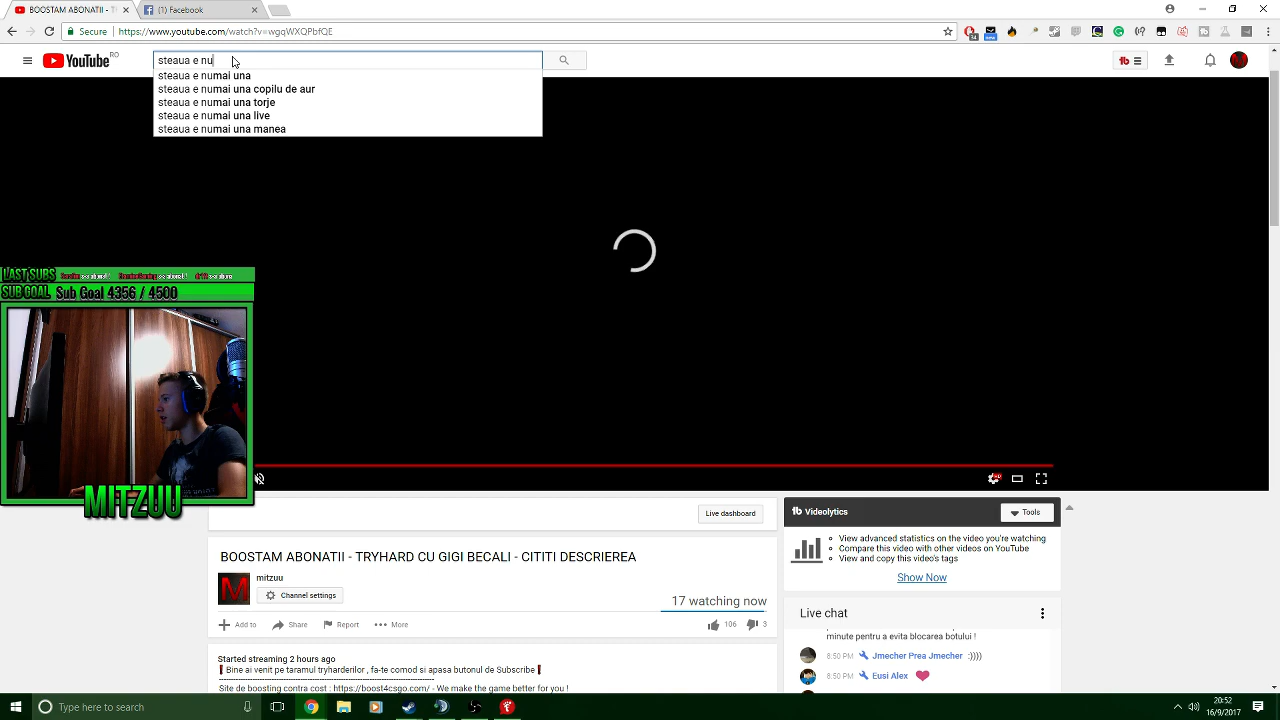 BOOSTAM ABONATII - TR
(1) Facebook
Secure
https://www.youtube.com/watch?v=wgqWXQPbfQE
YouTube RO
steaua e nu
steaua e numai una
steaua e numai una copilu de aur
steaua e numai una torje
steaua e numai una live
steaua e numai una manea
LAST SUBS
SUB GOAL Sub Goal 4356 / 4500
MITZUU
Live dashboard
Videolytics
Tools
View advanced statistics on the video you're watching
Compare this video with other videos on YouTube
View and copy this video's tags
Show Now
BOOSTAM ABONATII - TRYHARD CU GIGI BECALI - CITITI DESCRIEREA
mitzuu
Channel settings
17 watching now
Add to
Share
Report
More
106
3
Live chat
minute pentru a evita blocarea botului !
8:50 PM Jmecher Prea Jmecher :))))
8:50 PM Eusi Alex
Started streaming 2 hours ago
Bine ai venit pe taramul tryharderilor , fa-te comod si apasa butonul de Subscribe
Site de boosting contra cost : https://boost4csgo.com/ - We make the game better for you !
Type here to search
20:52
16/9/2017